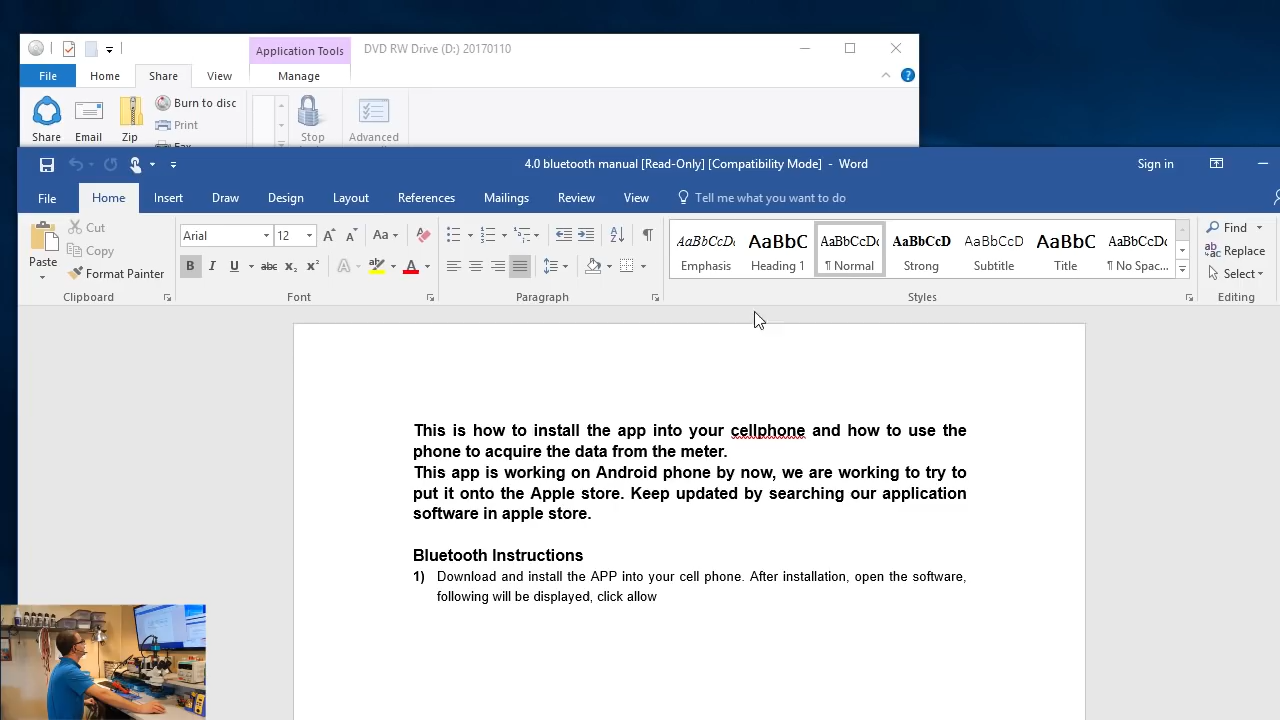 Application Tools
DVD RW Drive (D:) 20170110
File Home Share View Manage
Share Email Zip
Burn to disc
Print
Fax
Stop
Advanced
4.0 bluetooth manual [Read-Only] [Compatibility Mode] - Word
Sign in
File Home Insert Draw Design Layout References Mailings Review View Tell me what you want to do
Paste
Cut
Copy
Format Painter
Clipboard
Arial 12
Aa
B I U abc x₂ x² A A
Font
Paragraph
AaBbCcDc AaBbC AaBbCcDc AaBbCcD AaBbCcD AaBbC AaBbCcDc
Emphasis Heading 1 ¶ Normal Strong Subtitle Title ¶ No Spac...
Styles
Find
Replace
Select
Editing
This is how to install the app into your cellphone and how to use the
phone to acquire the data from the meter.
This app is working on Android phone by now, we are working to try to
put it onto the Apple store. Keep updated by searching our application
software in apple store.
Bluetooth Instructions
1) Download and install the APP into your cell phone. After installation, open the software,
following will be displayed, click allow